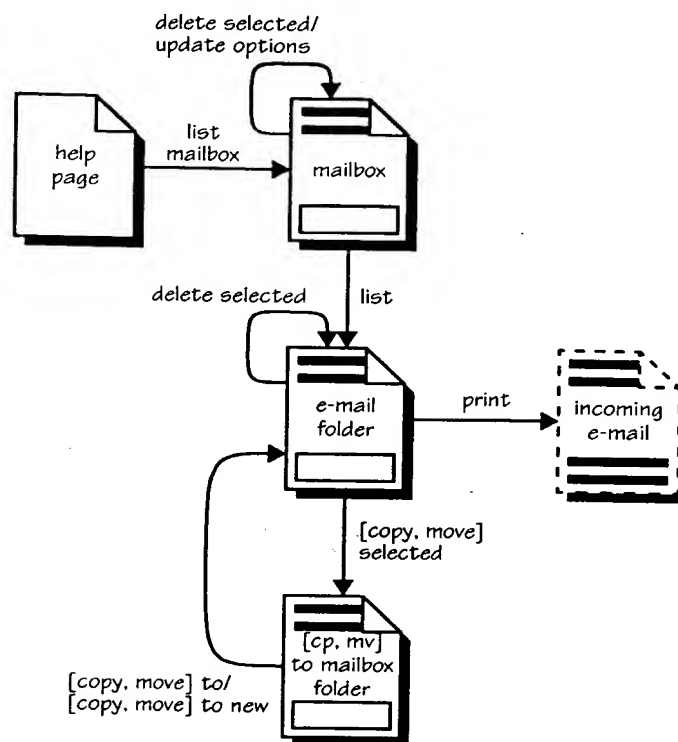 delete selected/
update options
help
page
list
mailbox
mailbox
delete selected
list
e-mail
folder
print
incoming
e-mail
[copy, move]
selected
[cp, mv]
to mailbox
folder
[copy, move] to/
[copy, move] to new